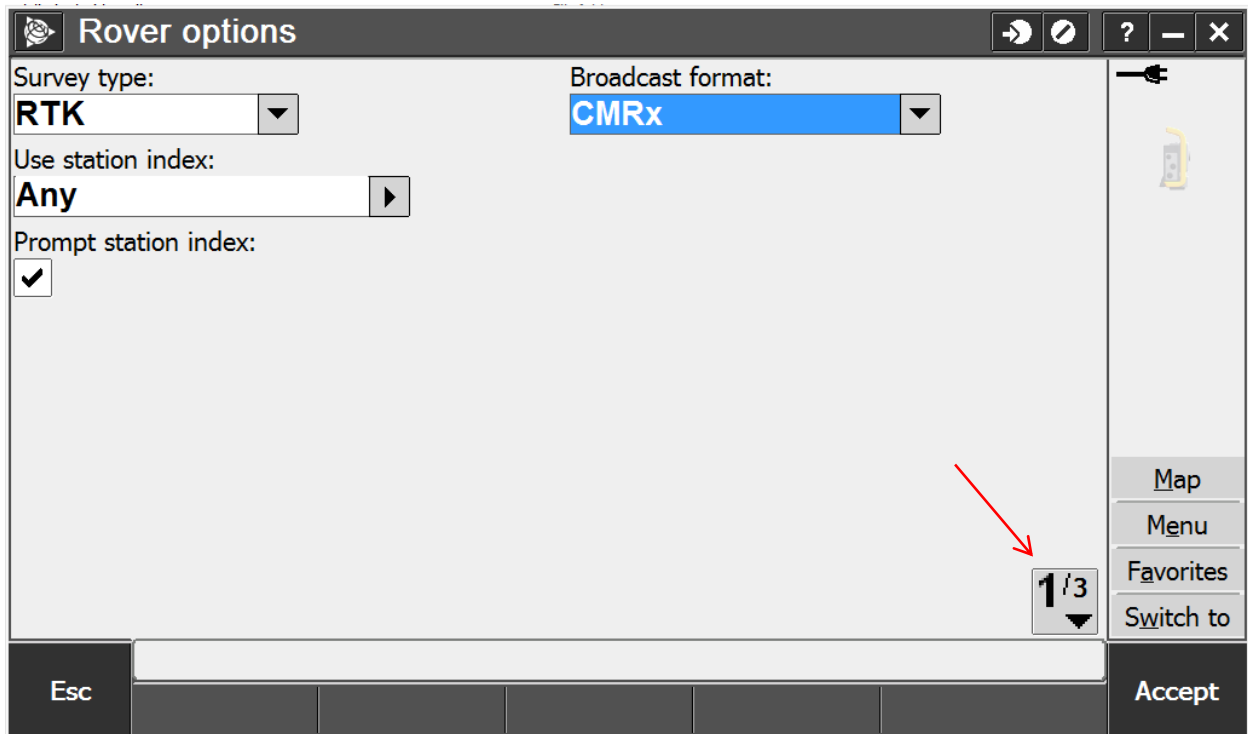 Rover options
?
Survey type:
Broadcast format:
RTK
CMRx
Use station index:
Any
Prompt station index:
Map
Menu
Favorites
Switch to
1/3
Esc
Accept